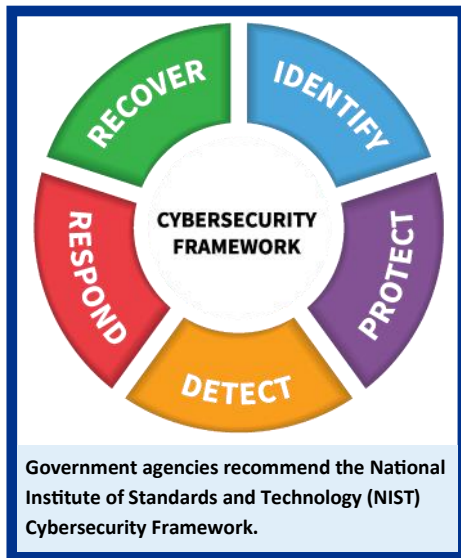 RECOVER
IDENTIFY
PROTECT
DETECT
RESPOND
CYBERSECURITY
FRAMEWORK
Government agencies recommend the National
Institute of Standards and Technology (NIST)
Cybersecurity Framework.